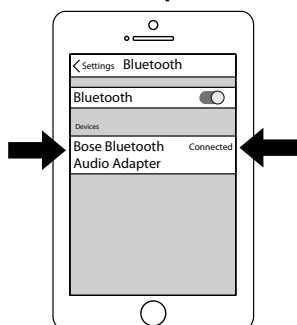 Settings Bluetooth
Bluetooth
Devices
Bose Bluetooth Connected
Audio Adapter